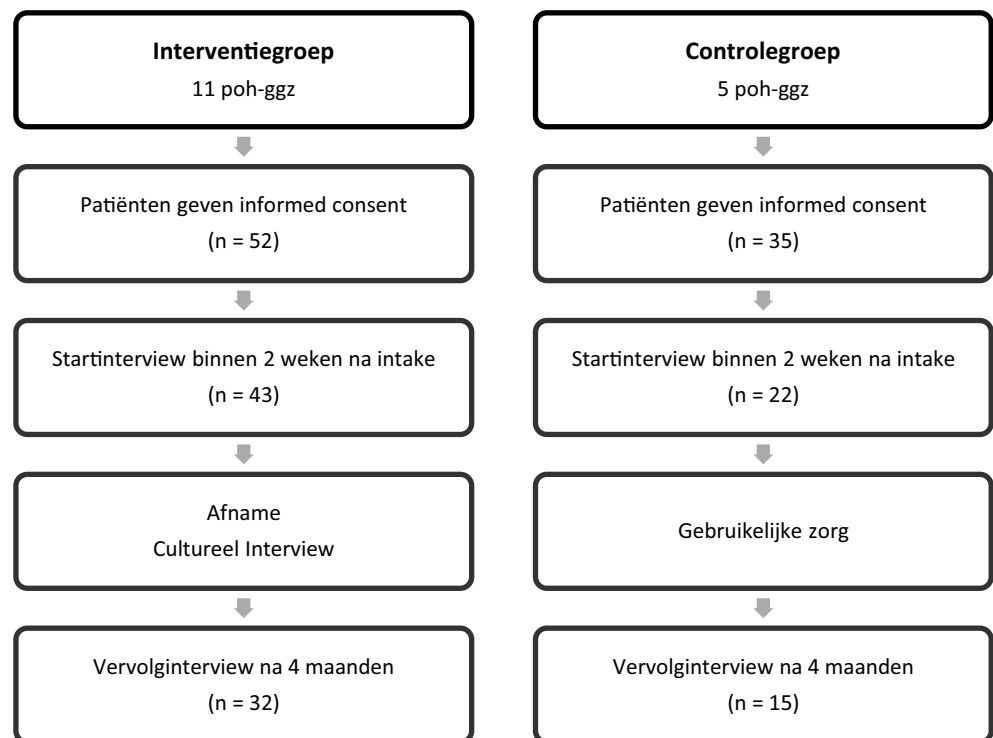 Interventiegroep
11 poh-ggz
Patiënten geven informed consent
(n = 52)
Startinterview binnen 2 weken na intake
(n = 43)
Afname
Cultureel Interview
Vervolginterview na 4 maanden
(n = 32)
Controlegroep
5 poh-ggz
Patiënten geven informed consent
(n = 35)
Startinterview binnen 2 weken na intake
(n = 22)
Gebruikelijke zorg
Vervolginterview na 4 maanden
(n = 15)